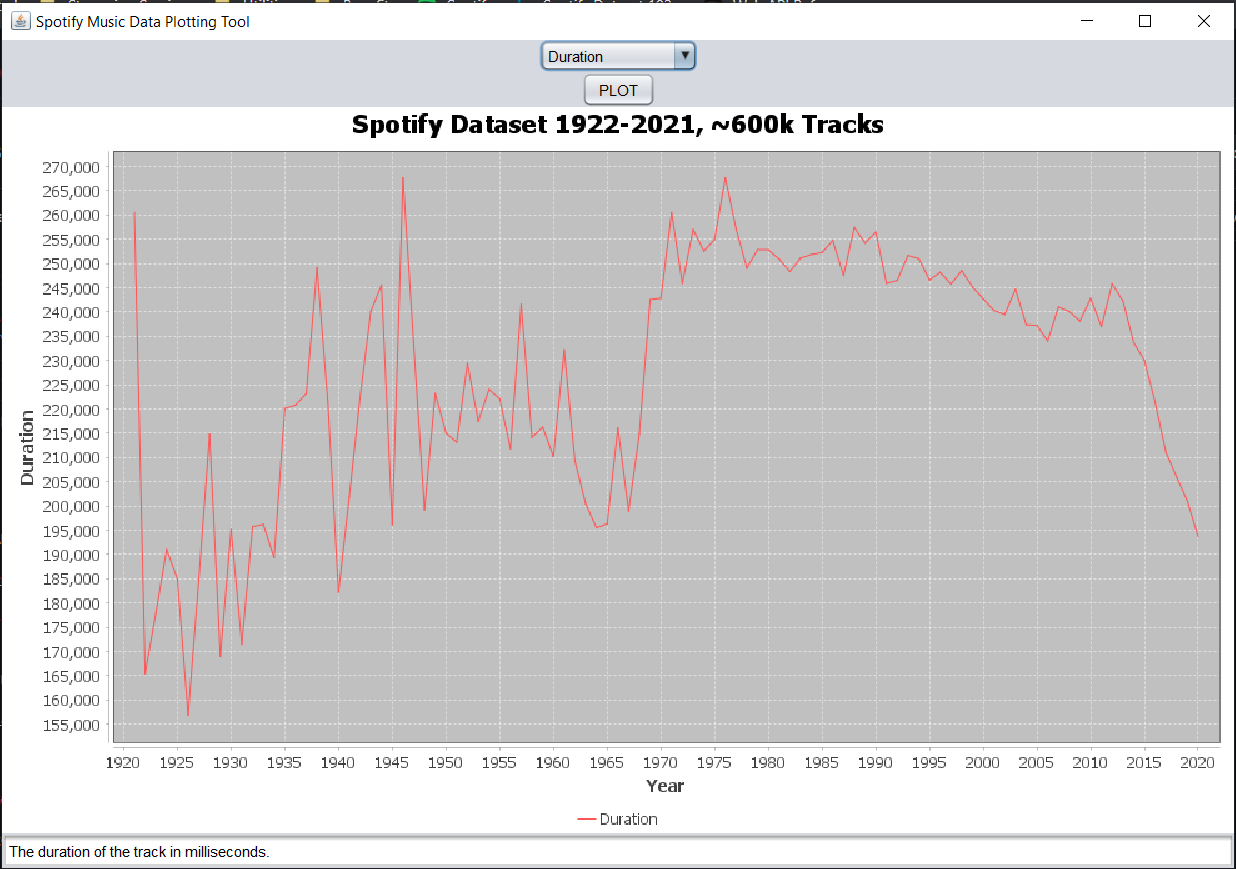 Spotify Music Data Plotting Tool
Duration
PLOT
Spotify Dataset 1922-2021, ~600k Tracks
270,000
265,000
260,000
255,000
250,000
245,000
240,000
235,000
230,000
225,000
220,000
215,000
210,000
205,000
200,000
195,000
190,000
185,000
180,000
175,000
170,000
165,000
160,000
155,000
Duration
1920 1925 1930 1935 1940 1945 1950 1955 1960 1965 1970 1975 1980 1985 1990 1995 2000 2005 2010 2015 2020
Year
Duration
The duration of the track in milliseconds.